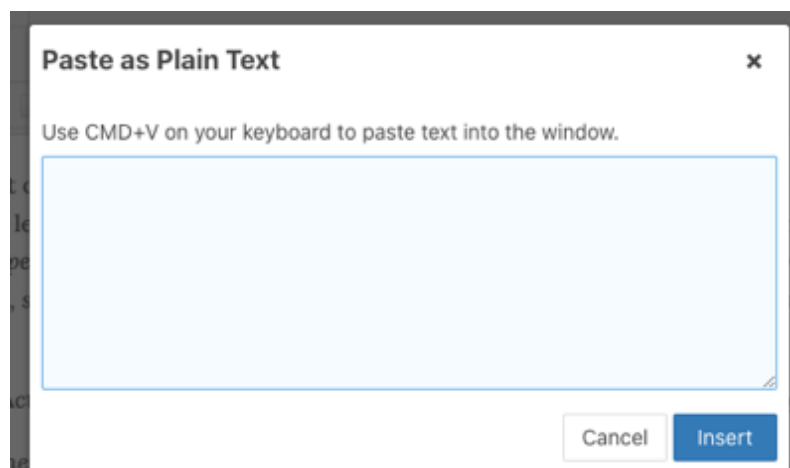 Paste as Plain Text
Use CMD+V on your keyboard to paste text into the window.
Cancel Insert